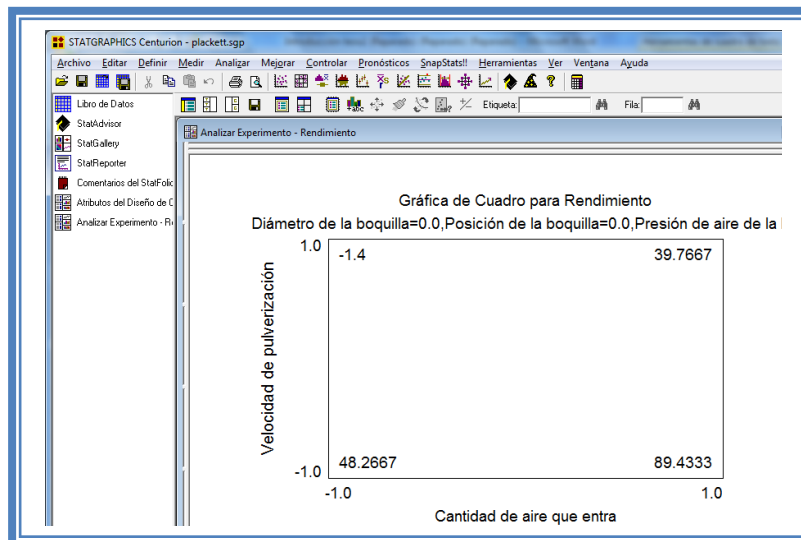 STATGRAPHICS Centurion - plackett.sgp
Archivo Editar Definir Medir Analizar Mejorar Controlar Pronósticos SnapStats!! Herramientas Ver Ventana Ayuda
Etiqueta: Fila:
Libro de Datos
StatAdvisor
StatGallery
StatReporter
Comentarios del StatFolio
Atributos del Diseño de C
Analizar Experimento - Re
Analizar Experimento - Rendimiento
Gráfica de Cuadro para Rendimiento
Diámetro de la boquilla=0.0,Posición de la boquilla=0.0,Presión de aire de la
1.0
-1.4 39.7667
Velocidad de pulverización
48.2667 89.4333
-1.0
-1.0 1.0
Cantidad de aire que entra